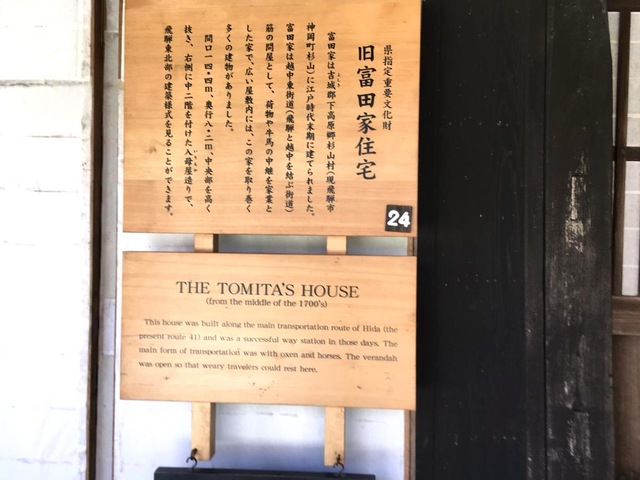 県指定重要文化財
旧富田家住宅
富田家は吉城郡下高原郷杉山村(現飛騨市
よしき
神岡町杉山)に江戸時代末期に建てられました。
富田家は越中東街道(飛騨と越中を結ぶ街道)
筋の問屋として、荷物や牛馬の中継を家業と
した家で、広い屋敷内には、この家を取り巻く
多くの建物がありました。
間口一四・四m、奥行八・二m、中央部を高く
抜き、右側に中二階を付けた入母屋造りで、
いりもや
飛騨東北部の建築様式を見ることができます。
24
THE TOMITA'S HOUSE
(from the middle of the 1700's)
This house was built along the main transportation route of Hida (the
present route 41) and was a successful way station in those days. The
main form of transportation was with oxen and horses. The verandah
was open so that weary travelers could rest here.